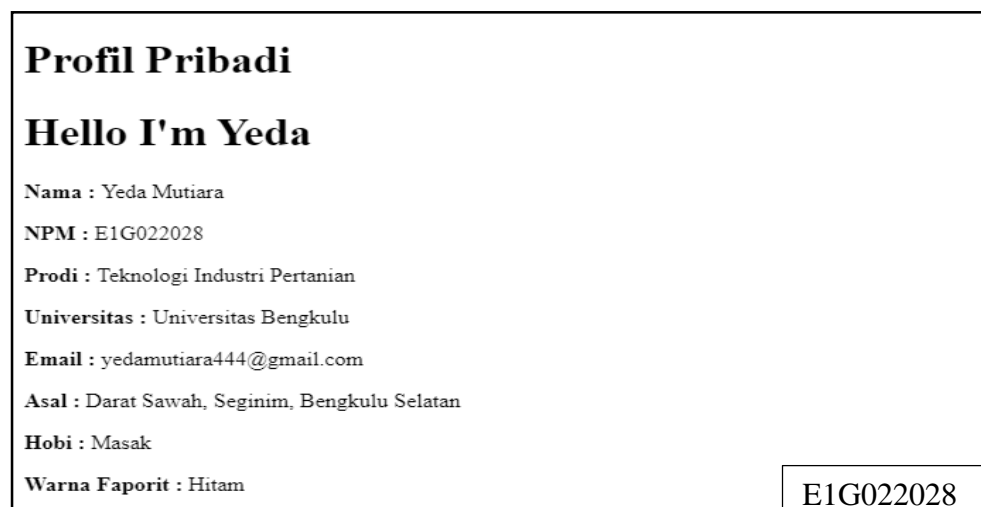 Profil Pribadi
Hello I'm Yeda
Nama : Yeda Mutiara
NPM : E1G022028
Prodi : Teknologi Industri Pertanian
Universitas : Universitas Bengkulu
Email : yedamutiara444@gmail.com
Asal : Darat Sawah, Seginim, Bengkulu Selatan
Hobi : Masak
Warna Faporit : Hitam
E1G022028